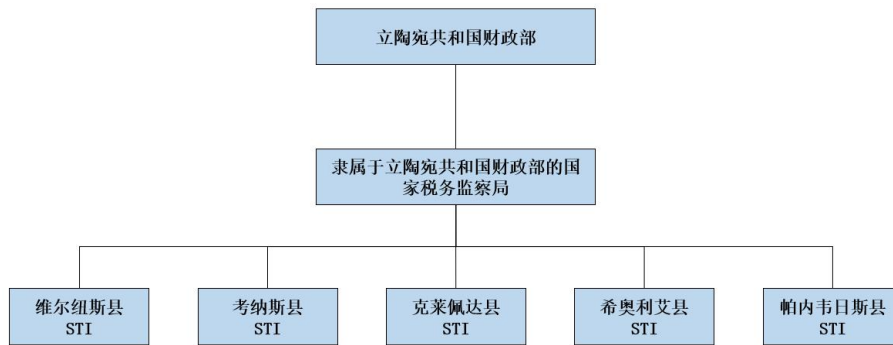 立陶宛共和国财政部
隶属于立陶宛共和国财政部的国
家税务监察局
维尔纽斯县
STI
考纳斯县
STI
克莱佩达县
STI
希奥利艾县
STI
帕内韦日斯县
STI